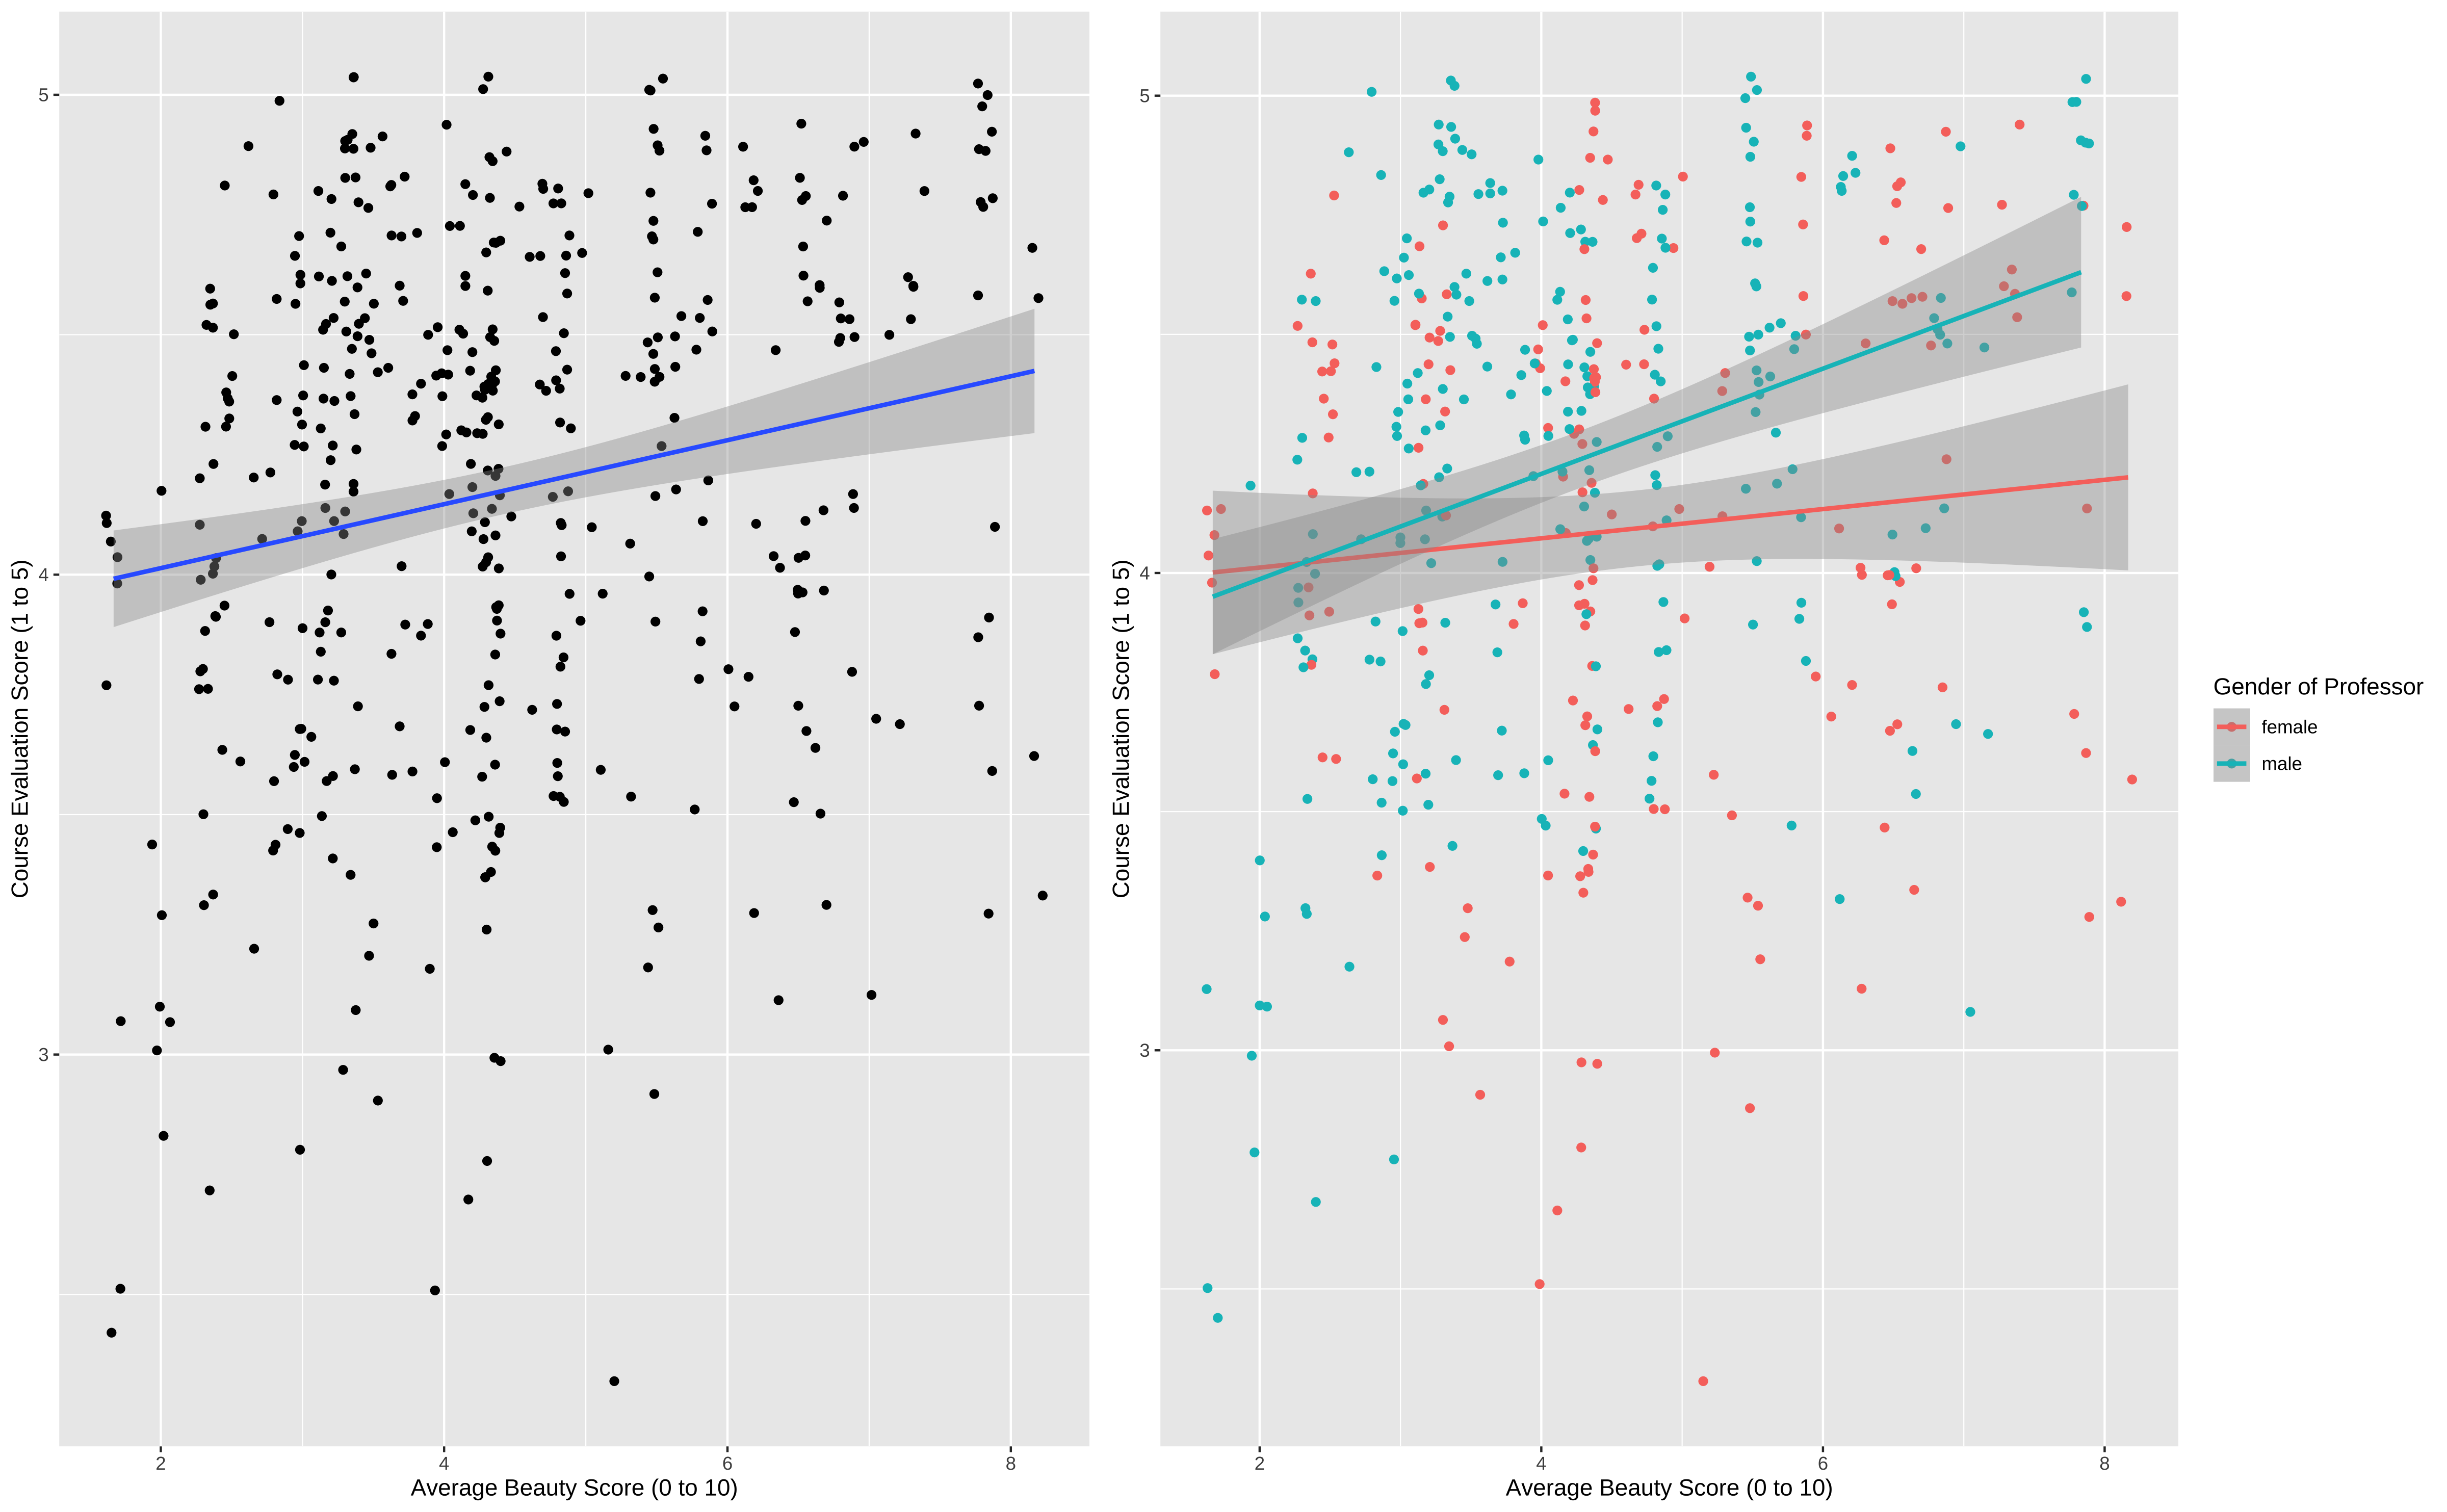 5
4
3
Course Evaluation Score (1 to 5)
2 4 6 8
Average Beauty Score (0 to 10)
5
4
3
Course Evaluation Score (1 to 5)
2 4 6 8
Average Beauty Score (0 to 10)
Gender of Professor
female
male